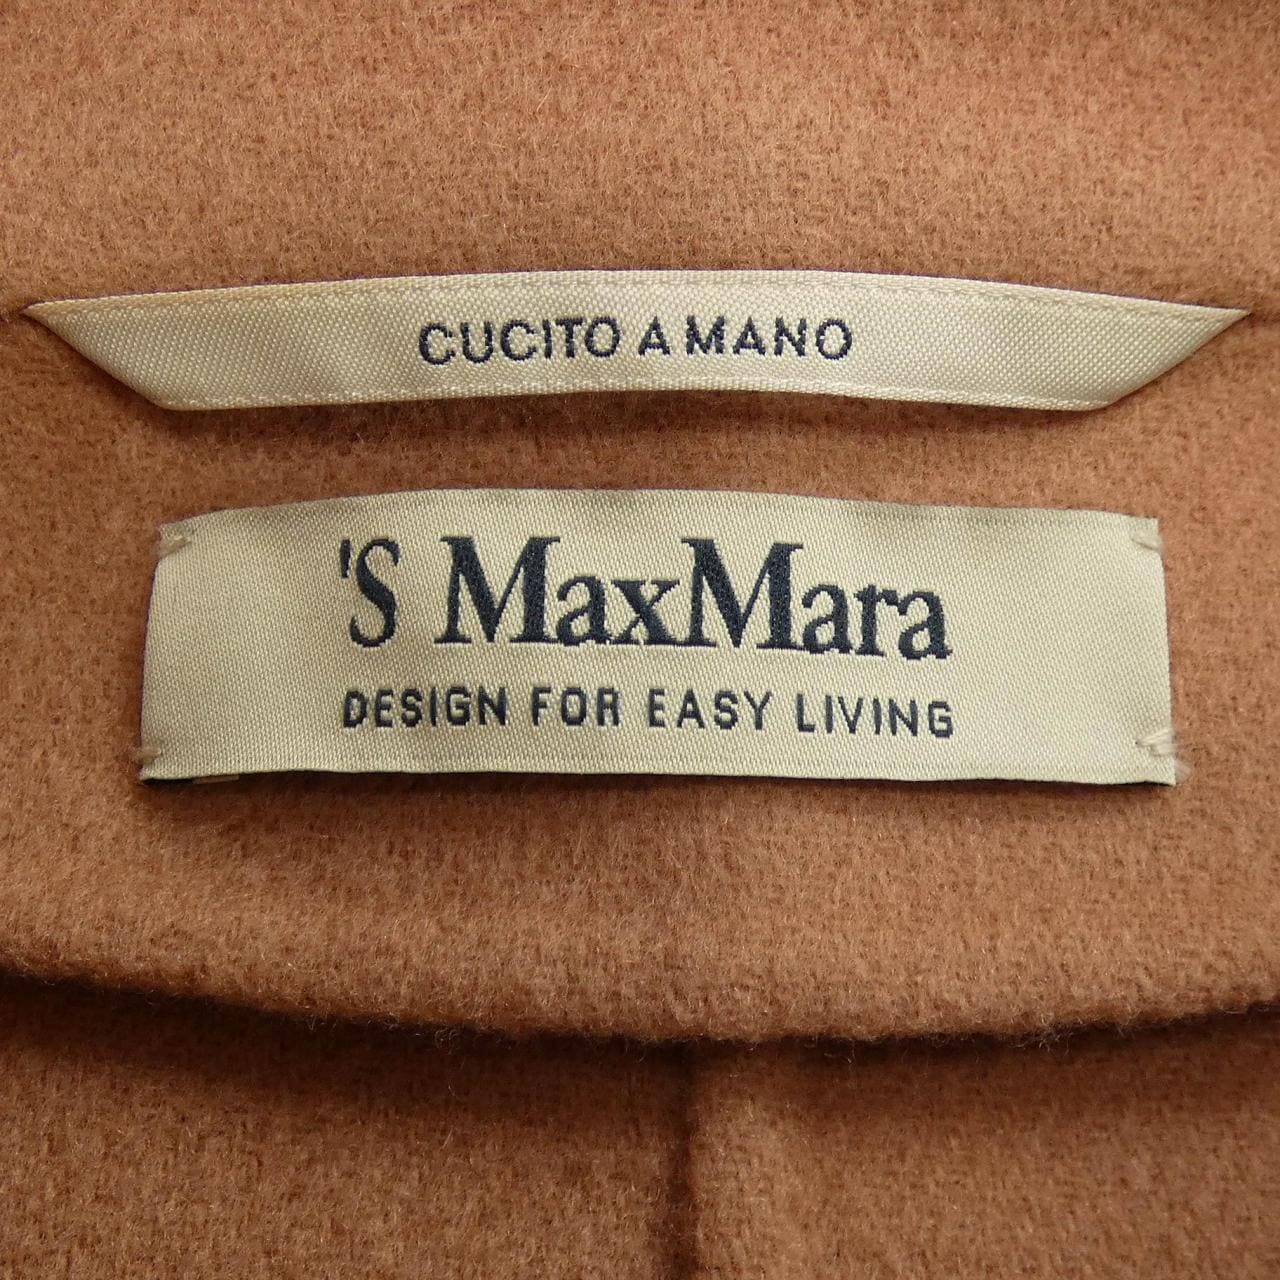 CUCITO A MANO
'S MaxMara
DESIGN FOR EASY LIVING